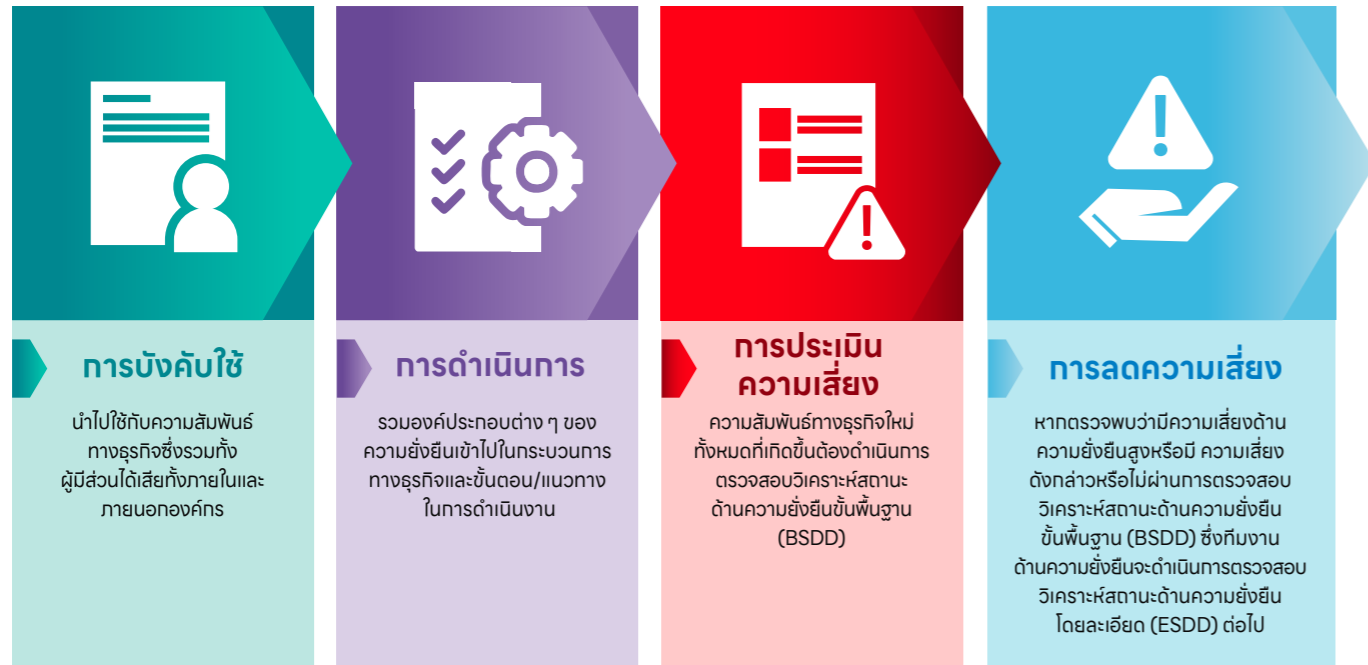 การบังคับใช้
นำไปใช้กับความสัมพันธ์
ทางธุรกิจซึ่งรวมทั้ง
ผู้มีส่วนได้เสียทั้งภายในและ
ภายนอกองค์กร
การดำเนินการ
รวมองค์ประกอบต่าง ๆ ของ
ความยั่งยืนเข้าไปในกระบวนการ
ทางธุรกิจและขั้นตอน/แนวทาง
ในการดำเนินงาน
การประเมิน
ความเสี่ยง
ความสัมพันธ์ทางธุรกิจใหม่
ทั้งหมดที่เกิดขึ้นต้องดำเนินการ
ตรวจสอบวิเคราะห์สถานะ
ด้านความยั่งยืนขั้นพื้นฐาน
(BSDD)
การลดความเสี่ยง
หากตรวจพบว่ามีความเสี่ยงด้าน
ความยั่งยืนสูงหรือมี ความเสี่ยง
ดังกล่าวหรือไม่ผ่านการตรวจสอบ
วิเคราะห์สถานะด้านความยั่งยืน
ขั้นพื้นฐาน (BSDD) ซึ่งทีมงาน
ด้านความยั่งยืนจะดำเนินการตรวจสอบ
วิเคราะห์สถานะด้านความยั่งยืน
โดยละเอียด (ESDD) ต่อไป